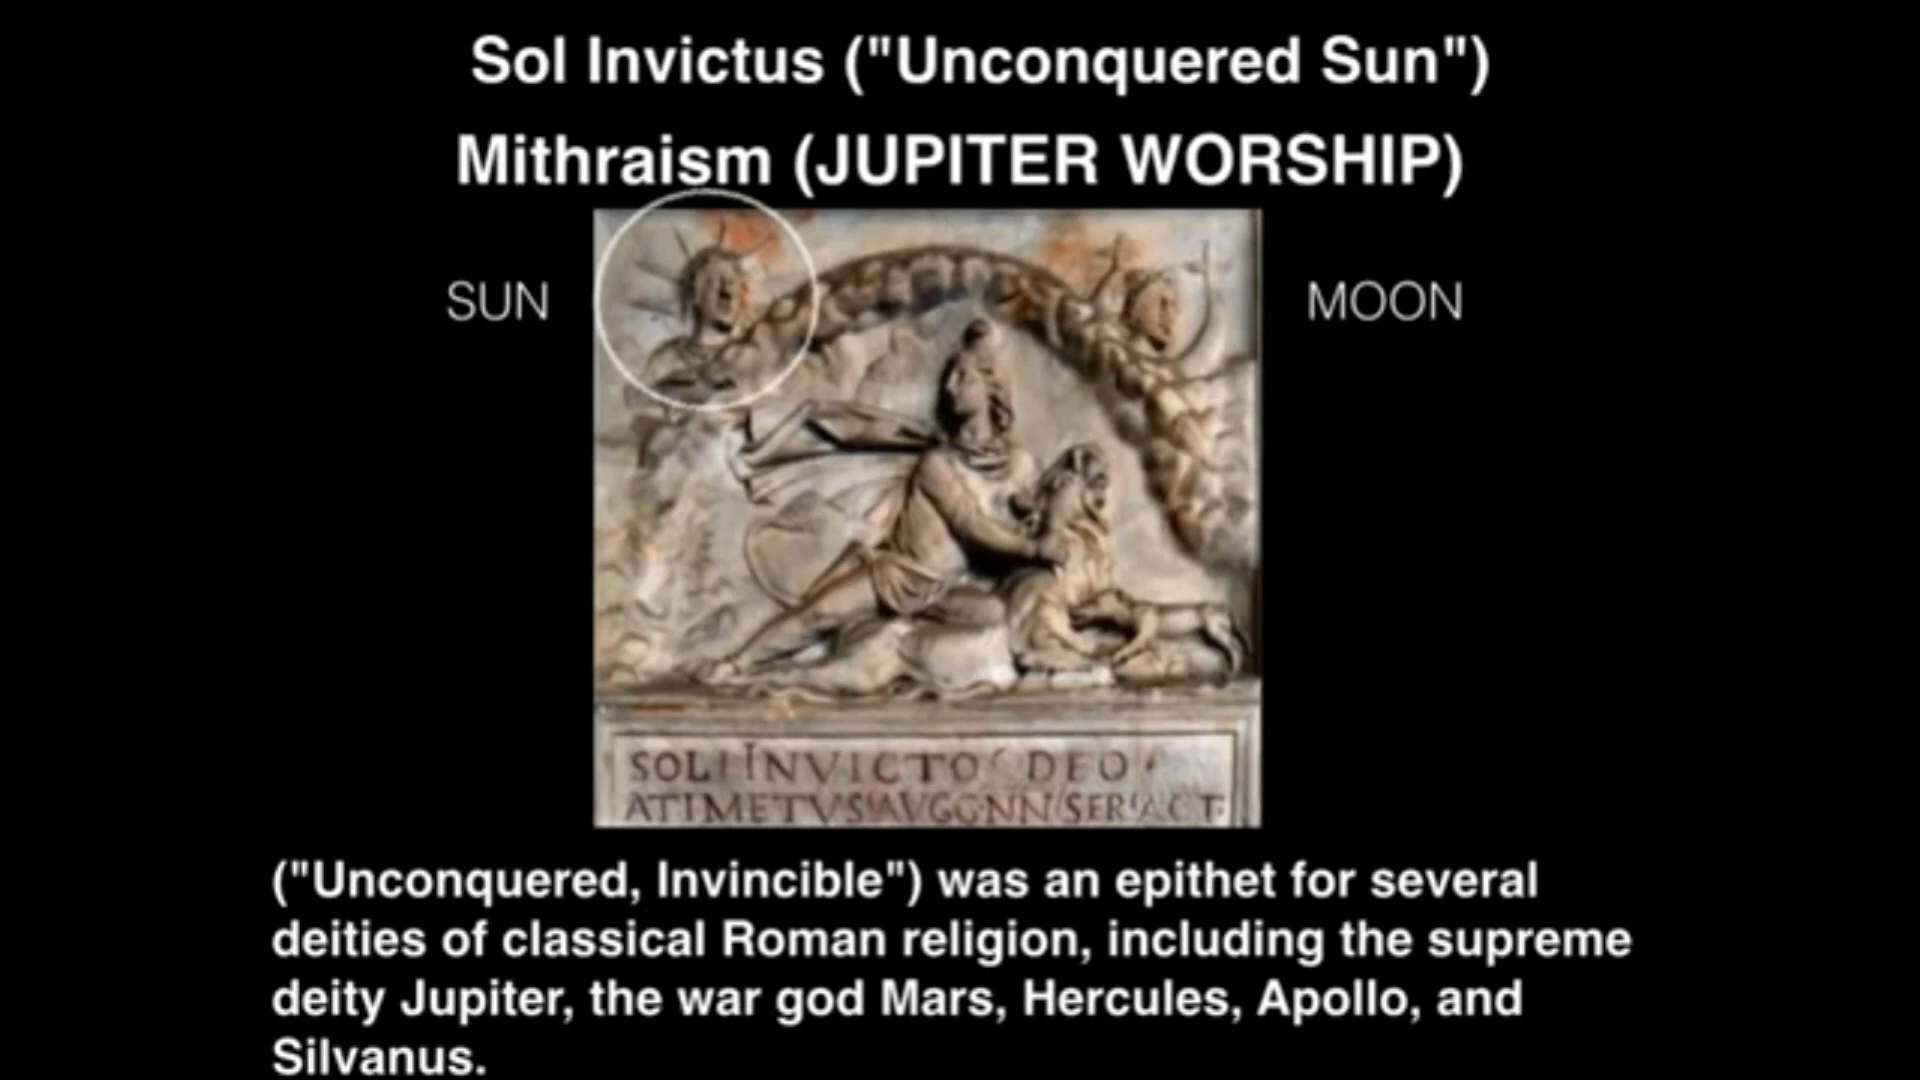 Sol Invictus ("Unconquered Sun")
Mithraism (JUPITER WORSHIP)
SUN
MOON
SOLI INVICTO DEO
ATIMETVS AVGG NN SER ACT
("Unconquered, Invincible") was an epithet for several
deities of classical Roman religion, including the supreme
deity Jupiter, the war god Mars, Hercules, Apollo, and
Silvanus.